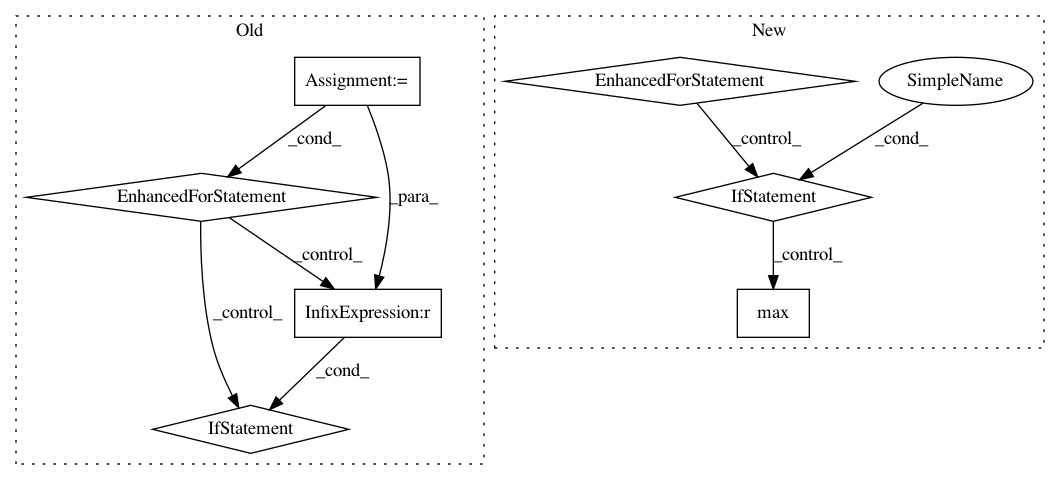 Old
New
Assignment:=
EnhancedForStatement
SimpleName
_cond_
_control_
_cond_
EnhancedForStatement
_para_
IfStatement
_control_
_control_
_control_
InfixExpression:r
max
_cond_
IfStatement